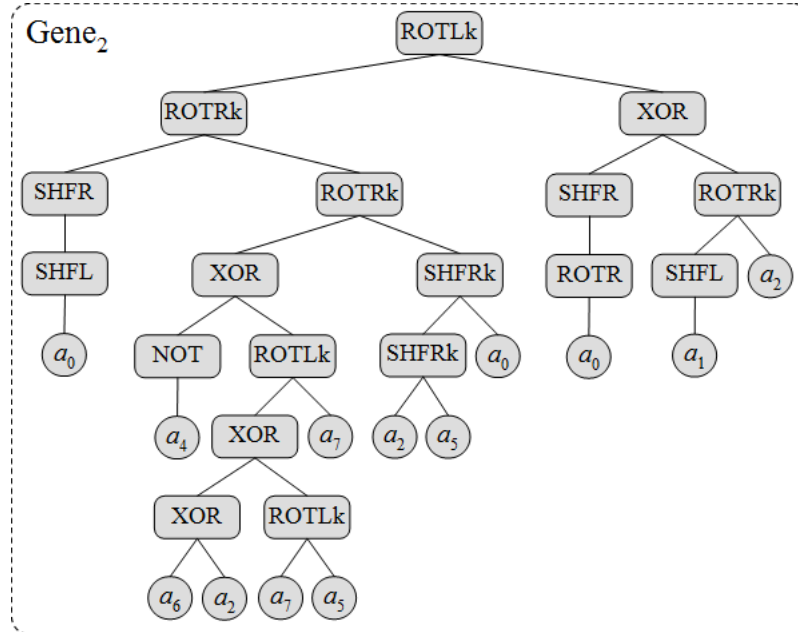 Gene₂
ROTLk
ROTRk XOR
SHFR ROTRk SHFR ROTRk
SHFL XOR SHFRk ROTR SHFL a₂
a₀ NOT ROTLk SHFRk a₀ a₀ a₁
a₄ XOR a₇ a₂ a₅
XOR ROTLk
a₆ a₂ a₇ a₅